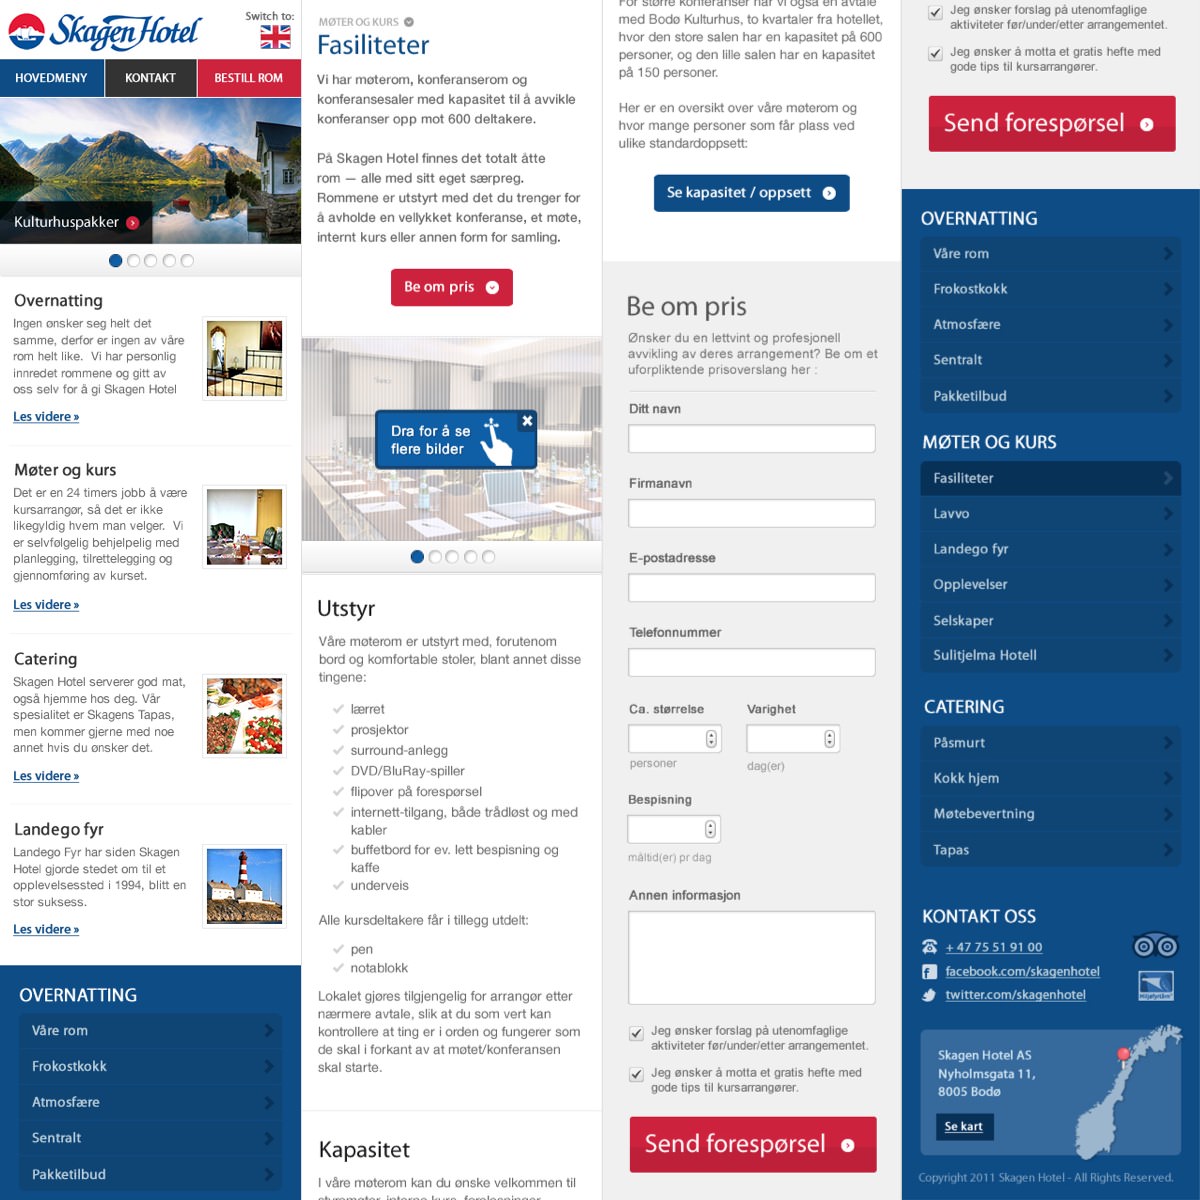 Skagen Hotel
Switch to:
HOVEDMENY
KONTAKT
BESTILL ROM
Kulturhuspakker
Overnatting
Ingen ønsker seg helt det
samme, derfor er ingen av våre
rom helt like. Vi har personlig
innredet rommene og gitt av
oss selv for å gi Skagen Hotel
Les videre »
Møter og kurs
Det er en 24 timers jobb å være
kursarrangør, så det er ikke
likegyldig hvem man velger. Vi
er selvfølgelig behjelpelig med
planlegging, tilrettelegging og
gjennomføring av kurset.
Les videre »
Catering
Skagen Hotel serverer god mat,
også hjemme hos deg. Vår
spesialitet er Skagens Tapas,
men kommer gjerne med noe
annet hvis du ønsker det.
Les videre »
Landego fyr
Landego Fyr har siden Skagen
Hotel gjorde stedet om til et
opplevelsessted i 1994, blitt en
stor suksess.
Les videre »
OVERNATTING
Våre rom
Frokostkokk
Atmosfære
Sentralt
Pakketilbud
MØTER OG KURS
Fasiliteter
Vi har møterom, konferanserom og
konferansesaler med kapasitet til å avvikle
konferanser opp mot 600 deltakere.
På Skagen Hotel finnes det totalt åtte
rom — alle med sitt eget særpreg.
Rommene er utstyrt med det du trenger for
å avholde en vellykket konferanse, et møte,
internt kurs eller annen form for samling.
Be om pris
Dra for å se
flere bilder
Utstyr
Våre møterom er utstyrt med, forutenom
bord og komfortable stoler, blant annet disse
tingene:
lærret
prosjektor
surround-anlegg
DVD/BluRay-spiller
flipover på forespørsel
internett-tilgang, både trådløst og med
kabler
buffetbord for ev. lett bespisning og
kaffe
underveis
Alle kursdeltakere får i tillegg utdelt:
pen
notablokk
Lokalet gjøres tilgjengelig for arrangør etter
nærmere avtale, slik at du som vert kan
kontrollere at ting er i orden og fungerer som
de skal i forkant av at møtet/konferansen
skal starte.
Kapasitet
I våre møterom kan du ønske velkommen til
styremøter, interne kurs, forelesninger,
For større konferanser har vi også en avtale
med Bodø Kulturhus, to kvartaler fra hotellet,
hvor den store salen har en kapasitet på 600
personer, og den lille salen har en kapasitet
på 150 personer.
Her er en oversikt over våre møterom og
hvor mange personer som får plass ved
ulike standardoppsett:
Se kapasitet / oppsett
Be om pris
Ønsker du en lettvint og profesjonell
avvikling av deres arrangement? Be om et
uforpliktende prisoverslang her :
Ditt navn
Firmanavn
E-postadresse
Telefonnummer
Ca. størrelse
Varighet
personer
dag(er)
Bespisning
måltid(er) pr dag
Annen informasjon
Jeg ønsker forslag på utenomfaglige
aktiviteter før/under/etter arrangementet.
Jeg ønsker å motta et gratis hefte med
gode tips til kursarrangører.
Send forespørsel
Jeg ønsker forslag på utenomfaglige
aktiviteter før/under/etter arrangementet.
Jeg ønsker å motta et gratis hefte med
gode tips til kursarrangører.
Send forespørsel
OVERNATTING
Våre rom
Frokostkokk
Atmosfære
Sentralt
Pakketilbud
MØTER OG KURS
Fasiliteter
Lavvo
Landego fyr
Opplevelser
Selskaper
Sulitjelma Hotell
CATERING
Påsmurt
Kokk hjem
Møtebevertning
Tapas
KONTAKT OSS
+ 47 75 51 91 00
facebook.com/skagenhotel
twitter.com/skagenhotel
Miljøfyrtårn
Skagen Hotel AS
Nyholmsgata 11,
8005 Bodø
Se kart
Copyright 2011 Skagen Hotel - All Rights Reserved.